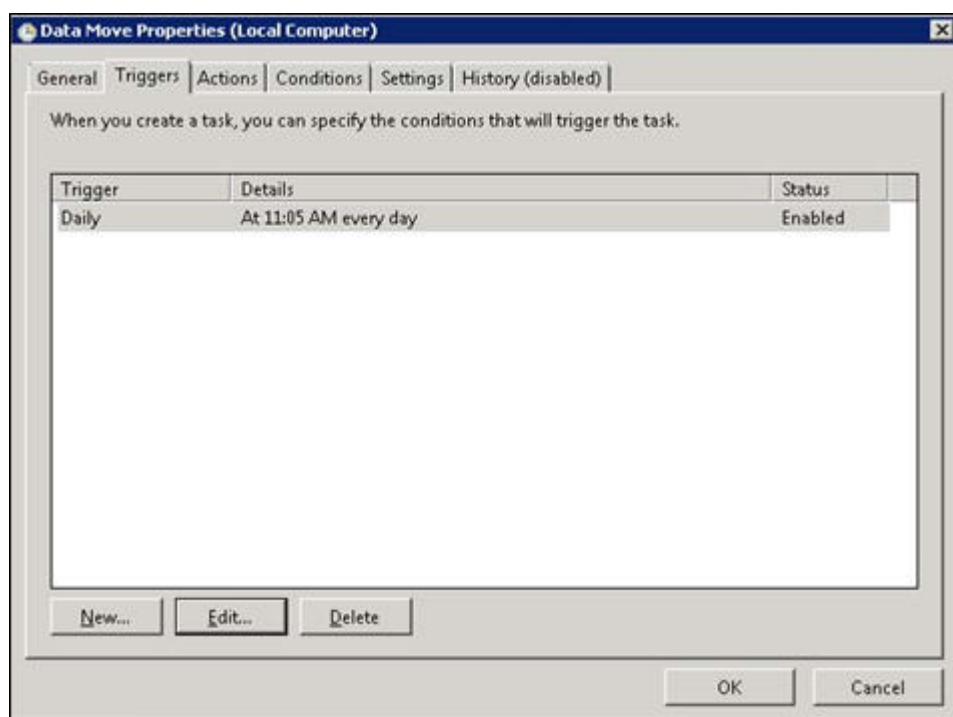 Data Move Properties (Local Computer)
General Triggers Actions Conditions Settings History (disabled)
When you create a task, you can specify the conditions that will trigger the task.
Trigger Details Status
Daily At 11:05 AM every day Enabled
New... Edit... Delete
OK Cancel